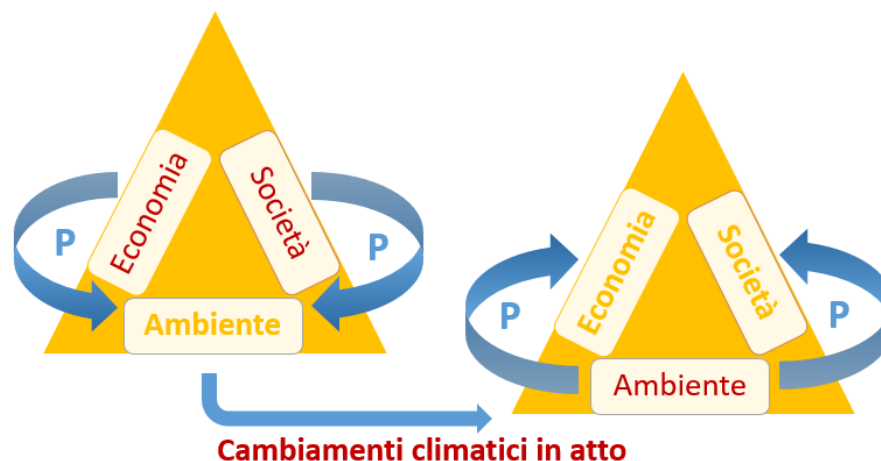 Economia
Società
P
P
Ambiente
Economia
Società
P
P
Ambiente
Cambiamenti climatici in atto